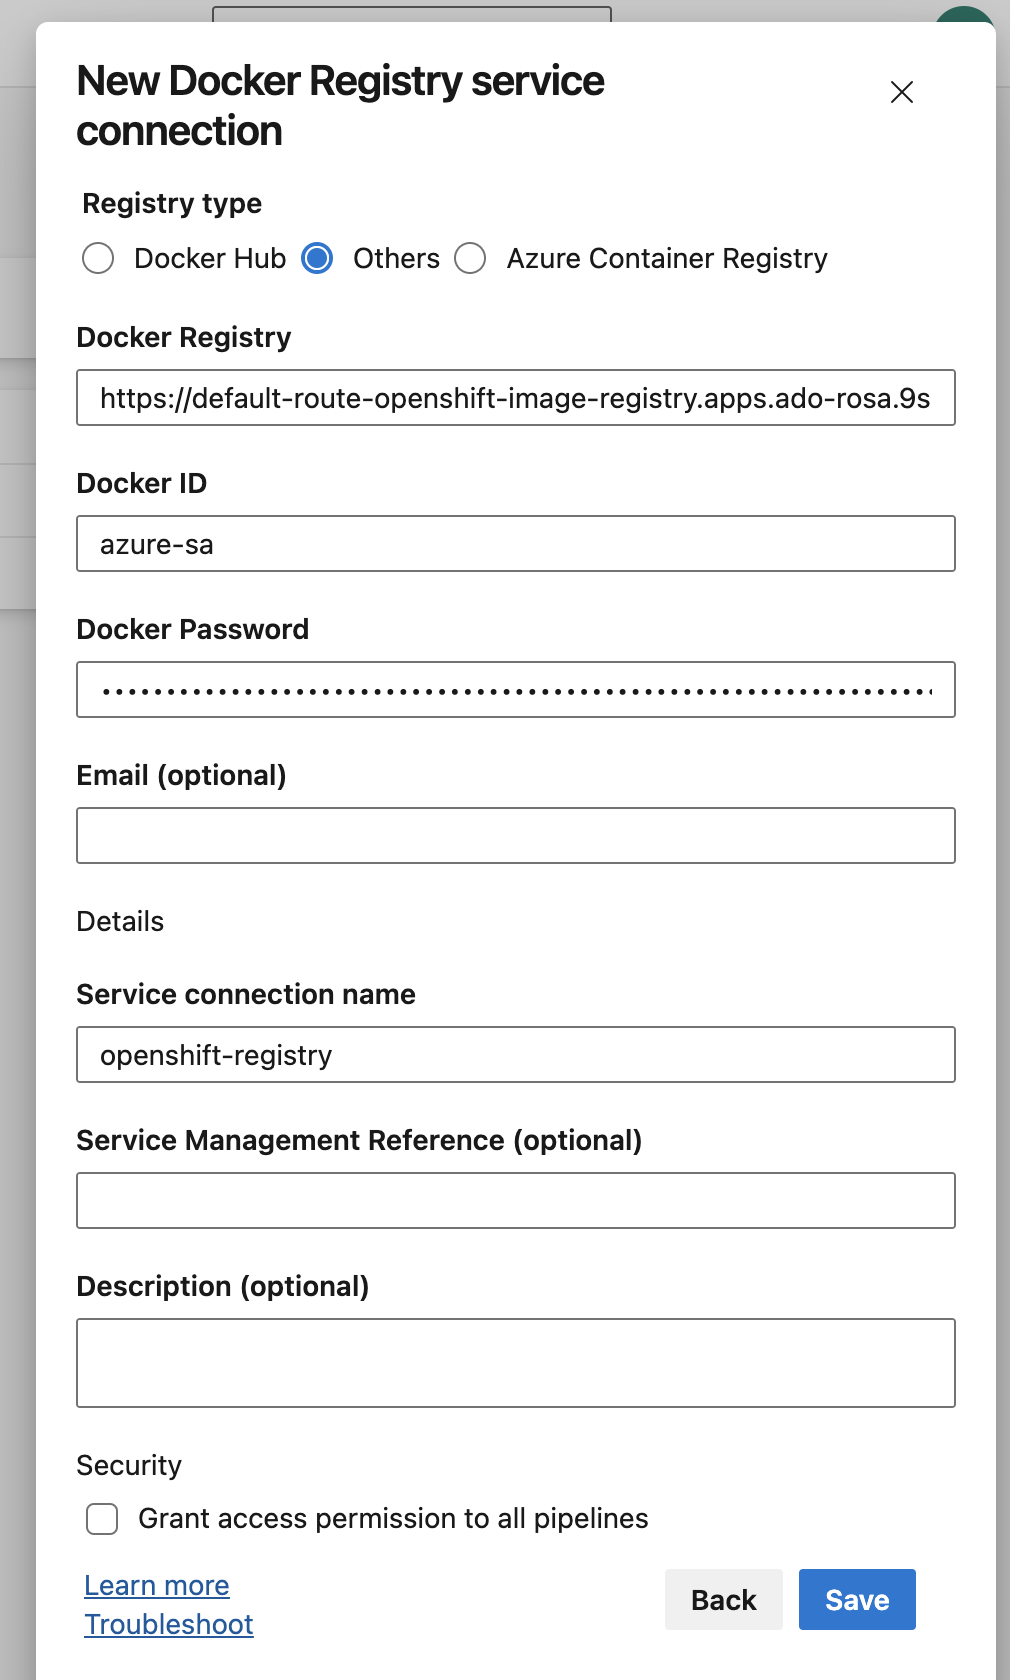 New Docker Registry service
connection
Registry type
Docker Hub Others Azure Container Registry
Docker Registry
https://default-route-openshift-image-registry.apps.ado-rosa.9s
Docker ID
azure-sa
Docker Password
Email (optional)
Details
Service connection name
openshift-registry
Service Management Reference (optional)
Description (optional)
Security
Grant access permission to all pipelines
Learn more
Back Save
Troubleshoot